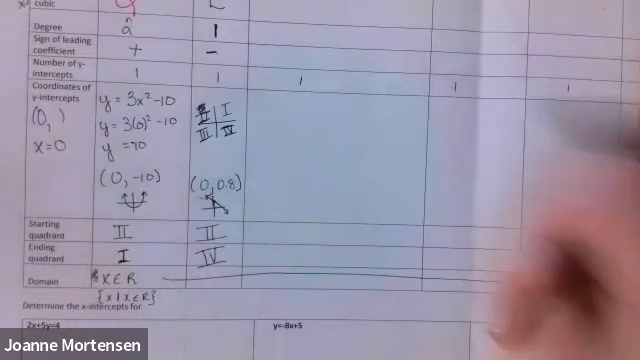 x³ cubic Q L
Degree 2 1
Sign of leading coefficient + −
Number of y-intercepts 1 1 1 1 1
Coordinates of y-intercepts
(0, )
x=0
y = 3x² -10
y = 3(0)² -10
y =
(0, -10)
II | I
III | IV
(0, 0.8)
Starting quadrant II II
Ending quadrant I IV
Domain X∈R
{x | x∈R}
Determine the x-intercepts for
2x+5y=4 y=-8x+5
Joanne Mortensen